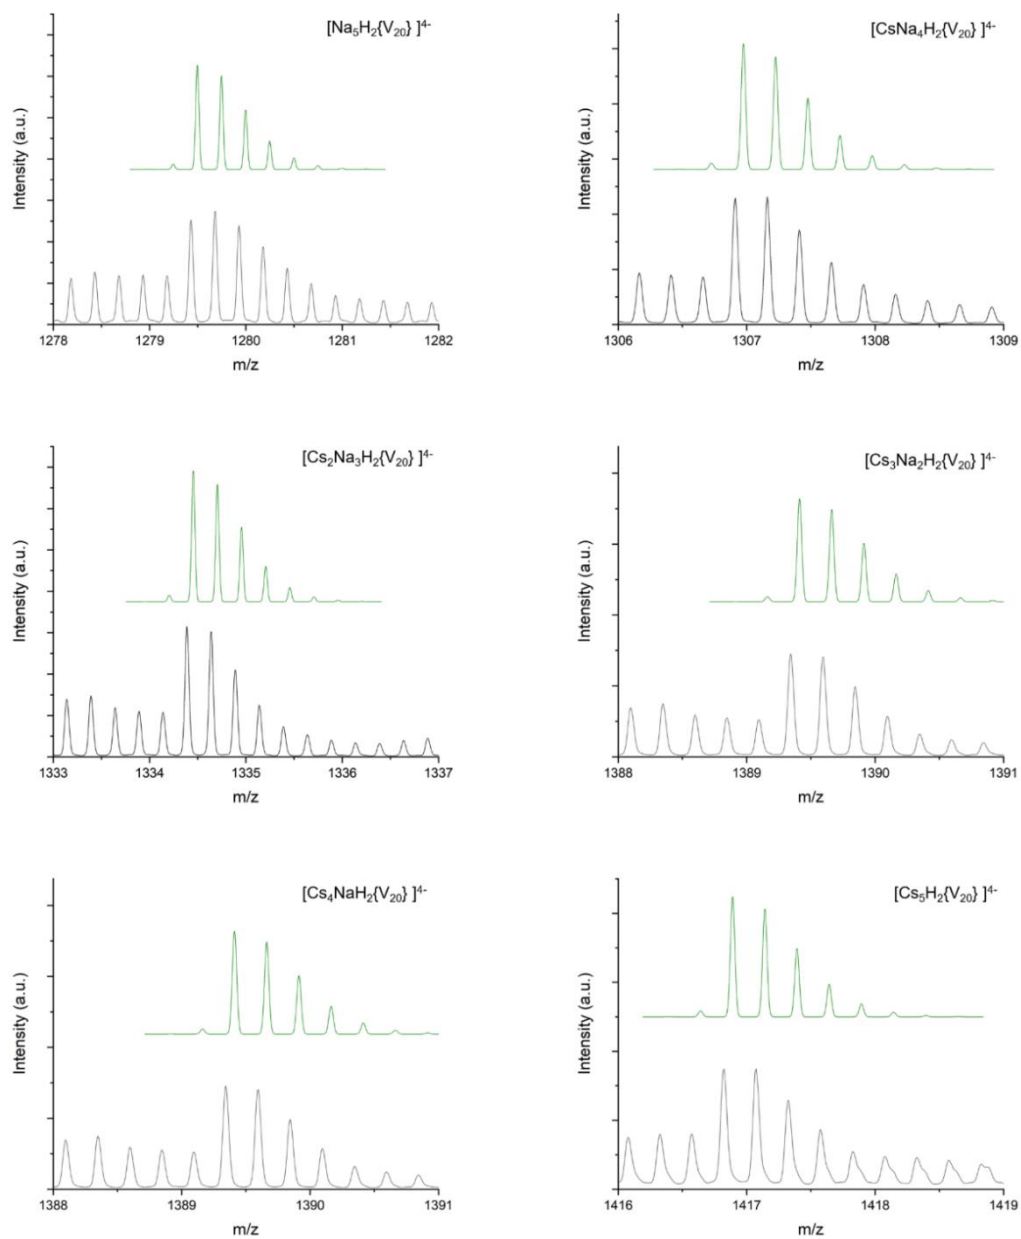 [Na₅H₂{V₂₀} ]⁴⁻
Intensity (a.u.)
1278 1279 1280 1281 1282
m/z
[CsNa₄H₂{V₂₀} ]⁴⁻
Intensity (a.u.)
1306 1307 1308 1309
m/z
[Cs₂Na₃H₂{V₂₀} ]⁴⁻
Intensity (a.u.)
1333 1334 1335 1336 1337
m/z
[Cs₃Na₂H₂{V₂₀} ]⁴⁻
Intensity (a.u.)
1388 1389 1390 1391
m/z
[Cs₄NaH₂{V₂₀} ]⁴⁻
Intensity (a.u.)
1388 1389 1390 1391
m/z
[Cs₅H₂{V₂₀} ]⁴⁻
Intensity (a.u.)
1416 1417 1418 1419
m/z